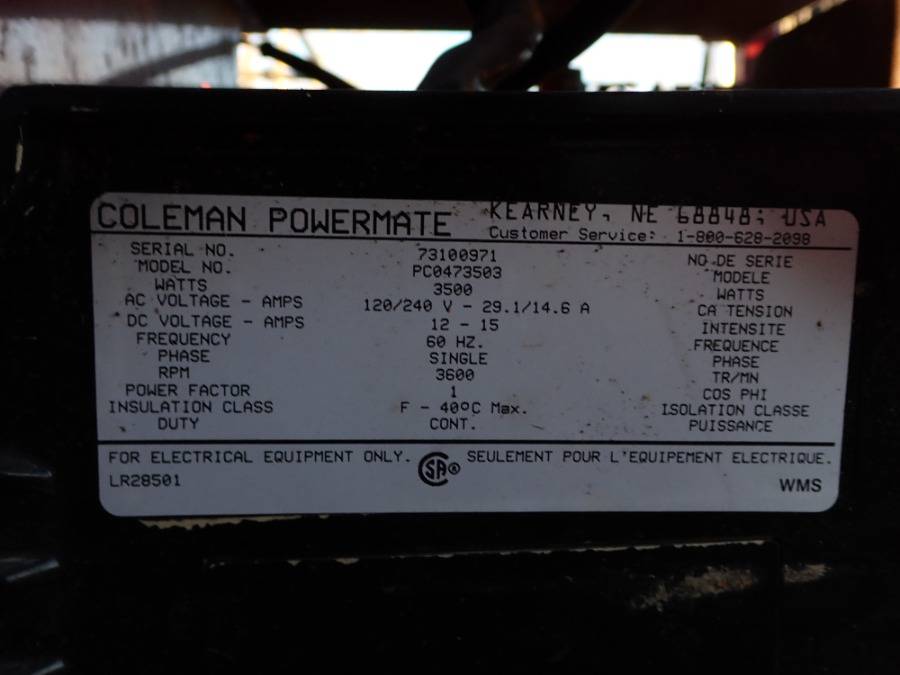 COLEMAN POWERMATE KEARNEY, NE 68848; USA
Customer Service: 1-800-628-2098
SERIAL NO. 73100971 NO.DE SERIE
MODEL NO. PC0473503 MODELE
WATTS 3500 WATTS
AC VOLTAGE - AMPS 120/240 V - 29.1/14.6 A CA TENSION
DC VOLTAGE - AMPS 12 - 15 INTENSITE
FREQUENCY 60 HZ. FREQUENCE
PHASE SINGLE PHASE
RPM 3600 TR/MN
POWER FACTOR 1 COS PHI
INSULATION CLASS F - 40ºC Max. ISOLATION CLASSE
DUTY CONT. PUISSANCE
FOR ELECTRICAL EQUIPMENT ONLY. SA® SEULEMENT POUR L'EQUIPEMENT ELECTRIQUE.
LR28501 WMS